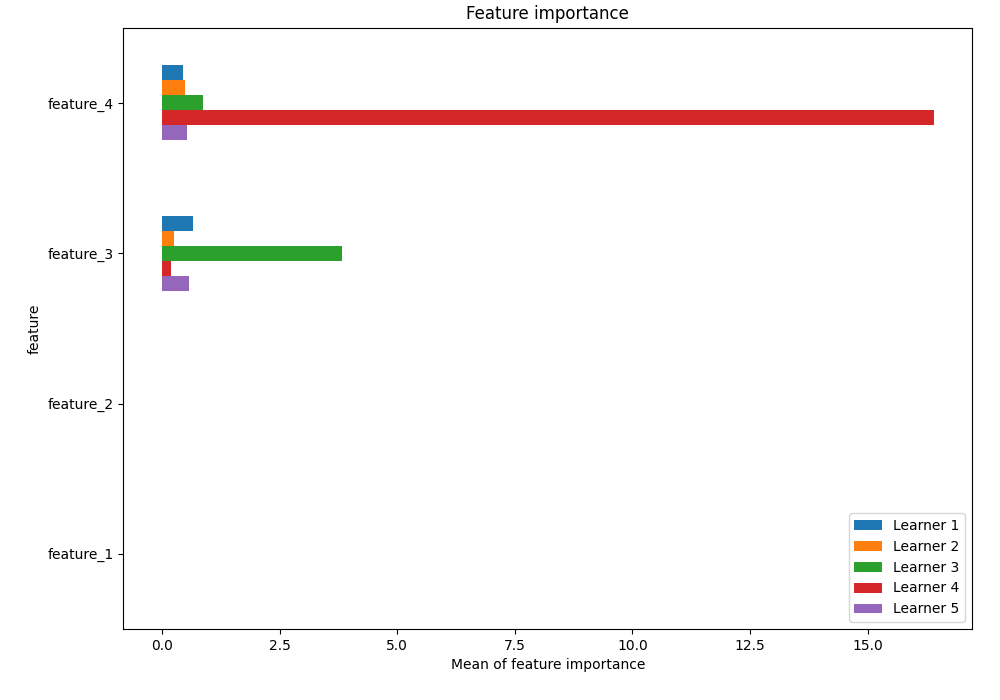 Feature importance
feature_4
feature_3
feature_2
feature_1
feature
0.0 2.5 5.0 7.5 10.0 12.5 15.0
Mean of feature importance
Learner 1
Learner 2
Learner 3
Learner 4
Learner 5